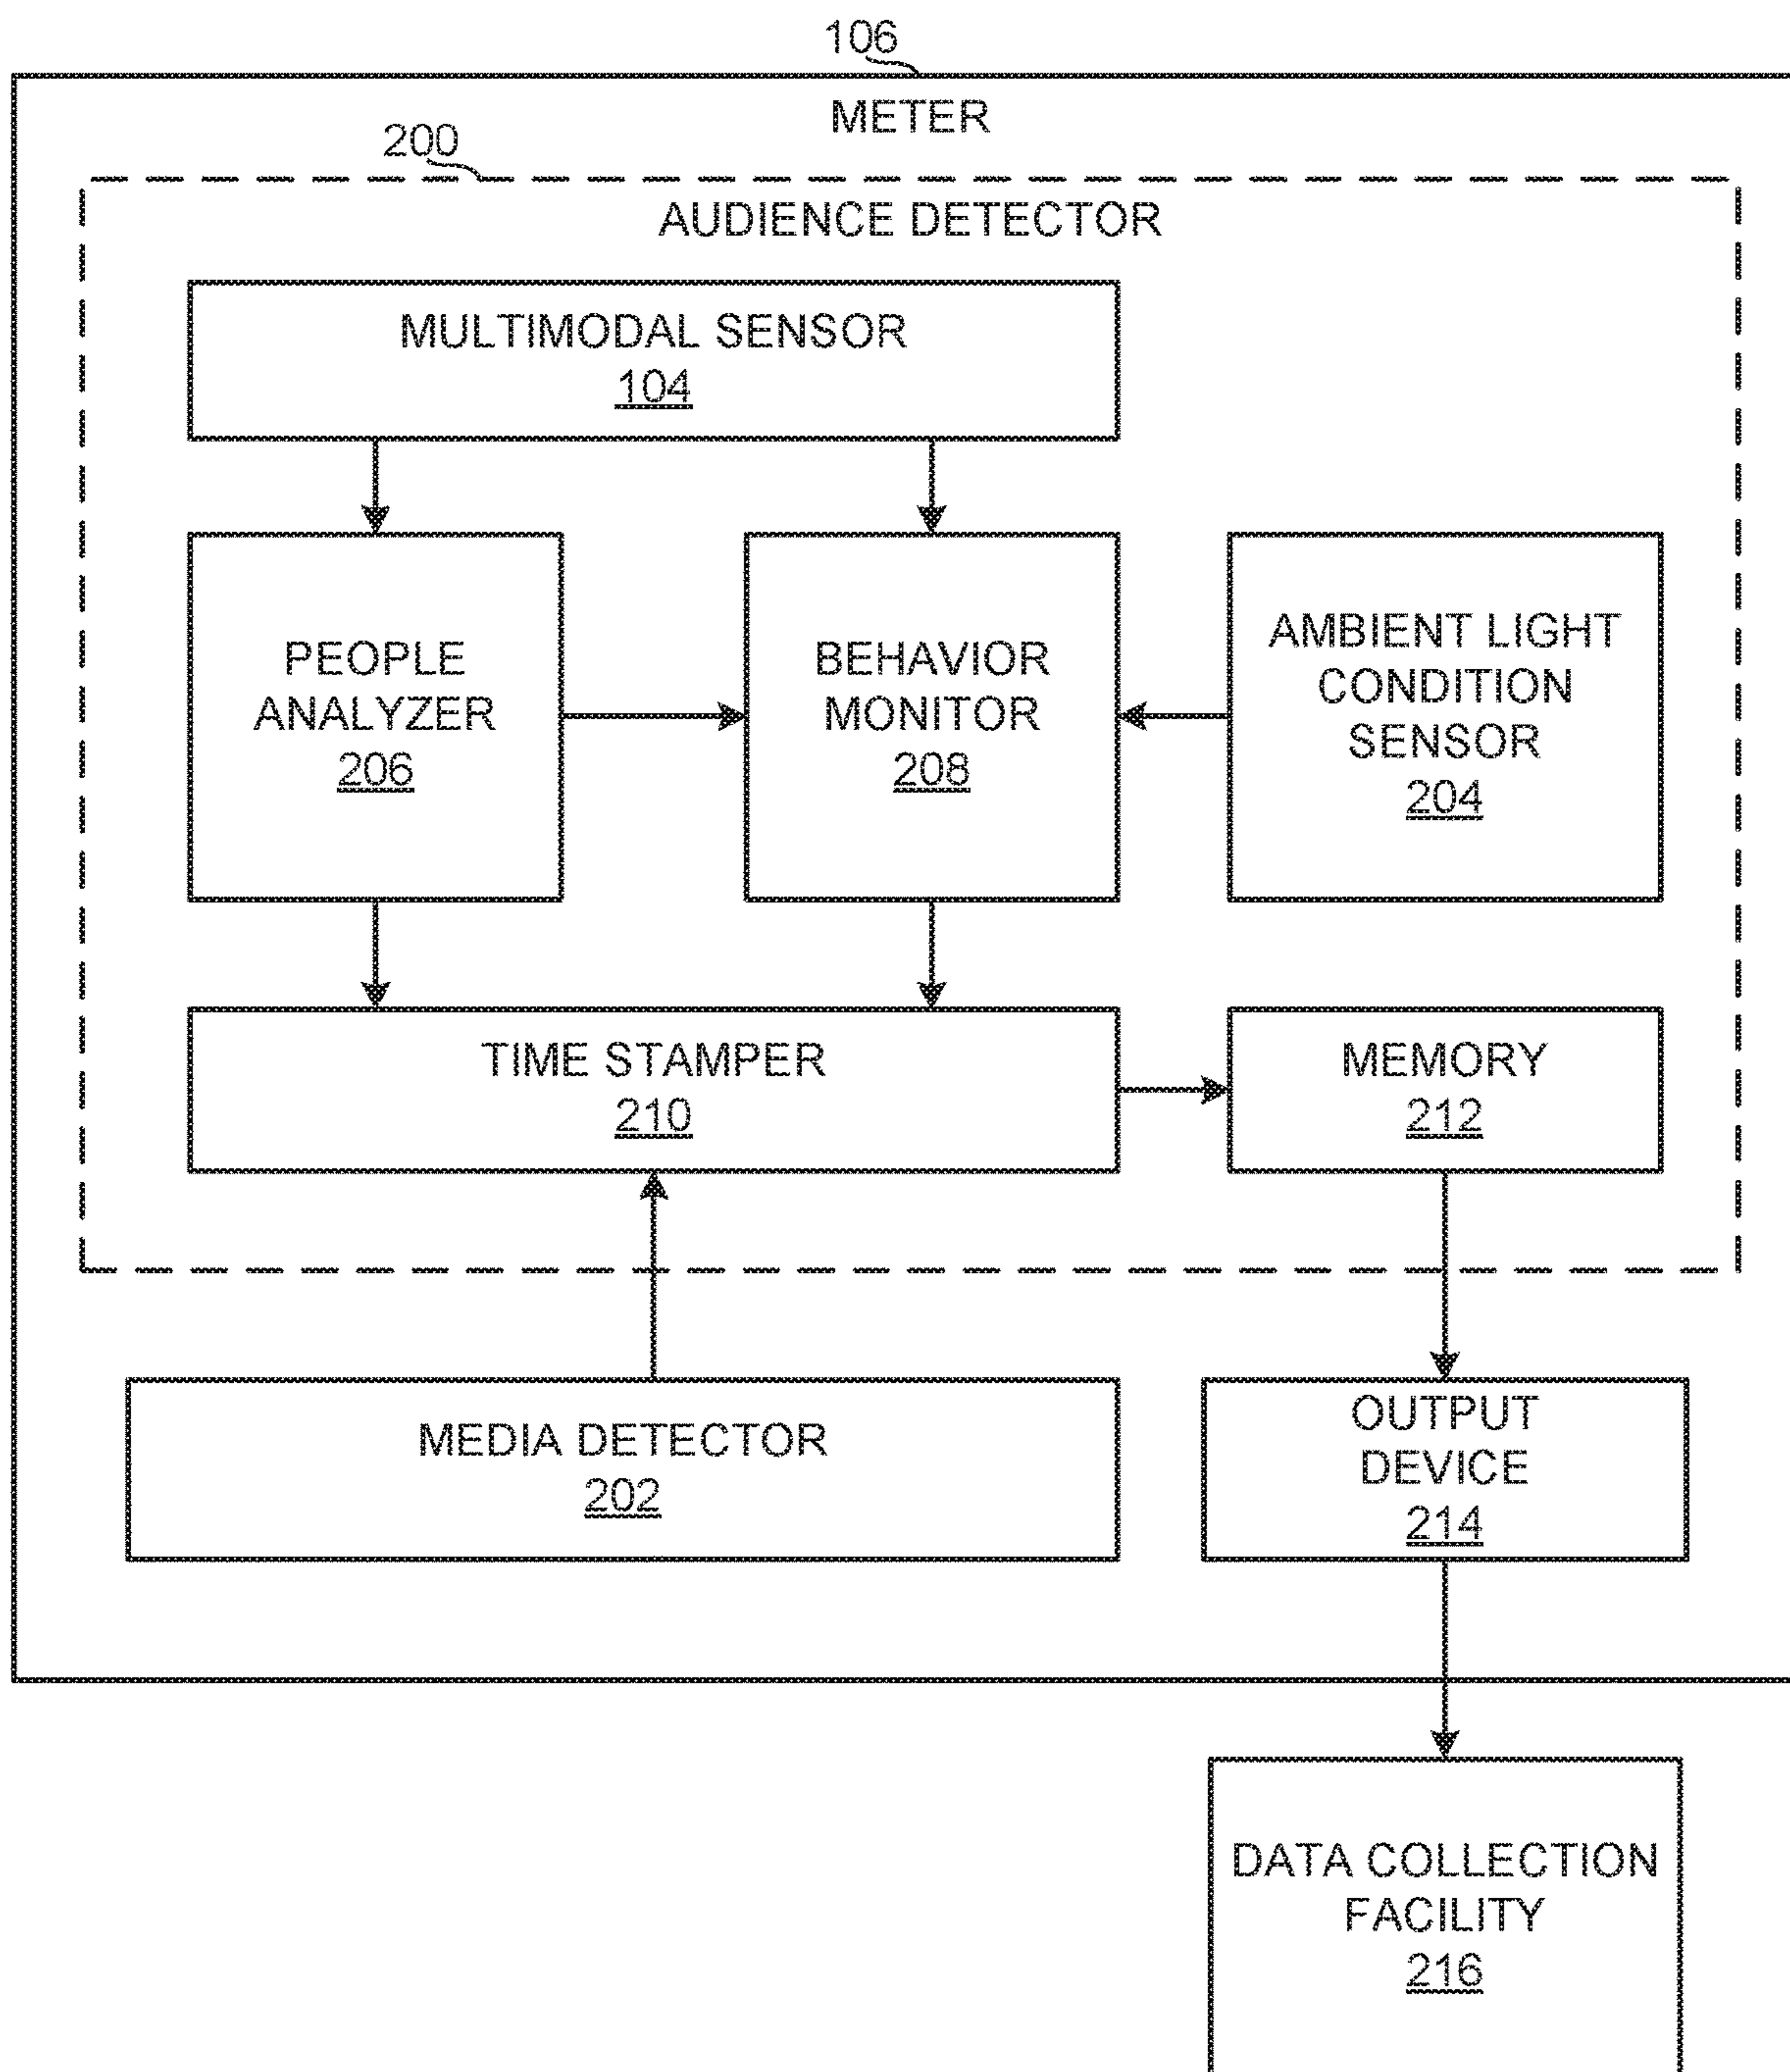 106
METER
200
AUDIENCE DETECTOR
MULTIMODAL SENSOR
104
PEOPLE
ANALYZER
206
BEHAVIOR
MONITOR
208
AMBIENT LIGHT
CONDITION
SENSOR
204
TIME STAMPER
210
MEMORY
212
MEDIA DETECTOR
202
OUTPUT
DEVICE
214
DATA COLLECTION
FACILITY
216